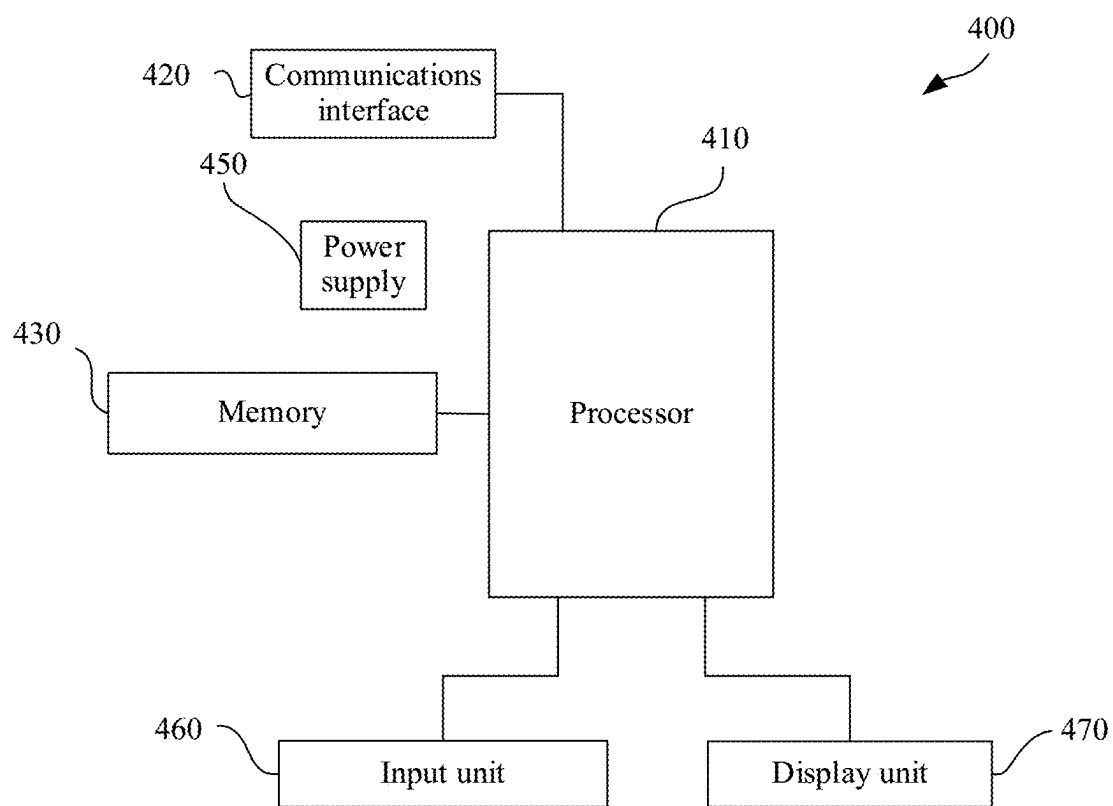 400
420
Communications
interface
410
450
Power
supply
430
Memory
Processor
460
Input unit
Display unit
470